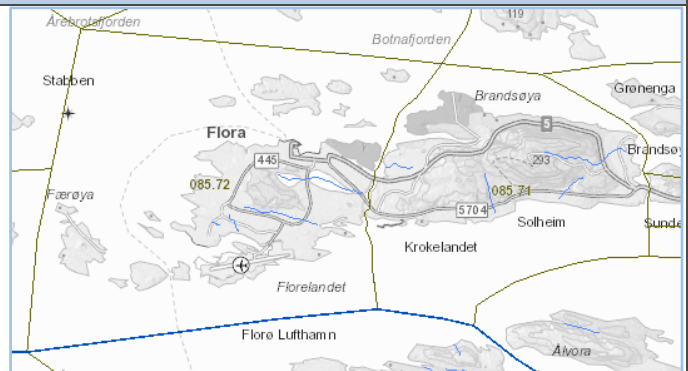 119
Årebrotsfjorden
Botnafjorden
Stabben
Grønenga
Brandsøya
5
Flora
Brandsøy
445
293
085.72
085.71
Færøya
5704
Solheim
Sunde
Krokelandet
Florelandet
Florø Lufthamn
Ålvora